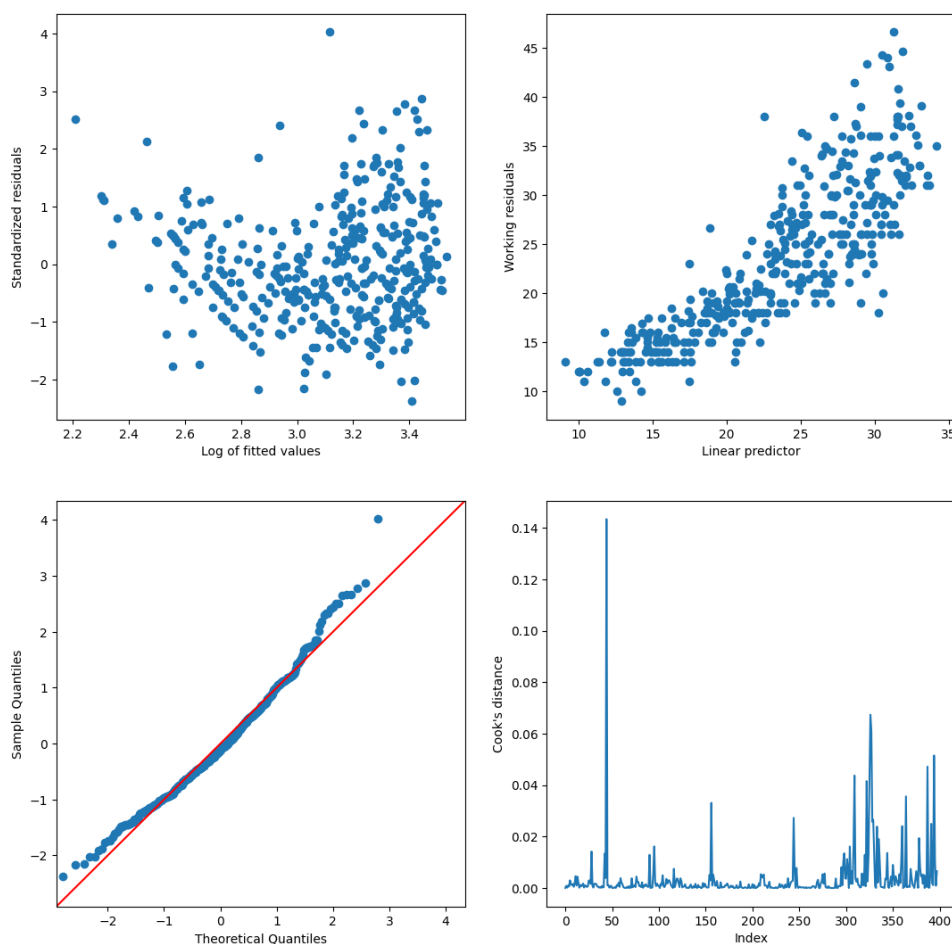 4
3
2
1
0
−1
−2
Standardized residuals
2.2 2.4 2.6 2.8 3.0 3.2 3.4
Log of fitted values
45
40
35
30
25
20
15
10
Working residuals
10 15 20 25 30 35
Linear predictor
4
3
2
1
0
−1
−2
Sample Quantiles
−2 −1 0 1 2 3 4
Theoretical Quantiles
0.14
0.12
0.10
0.08
0.06
0.04
0.02
0.00
Cook's distance
0 50 100 150 200 250 300 350 400
Index